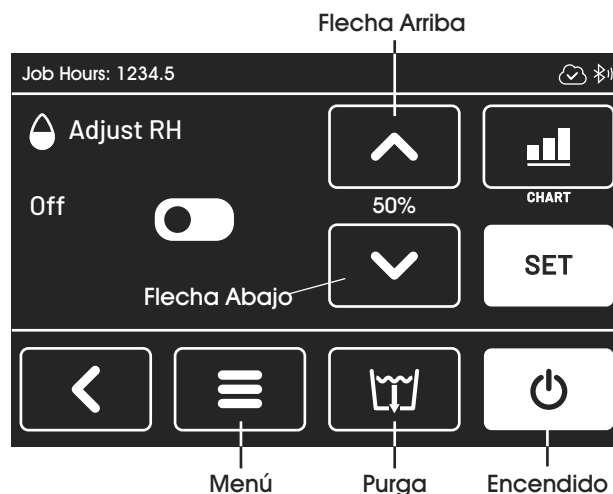 Flecha Arriba
Job Hours: 1234.5
Adjust RH
CHART
Off
50%
SET
Flecha Abajo
Menú
Purga
Encendido